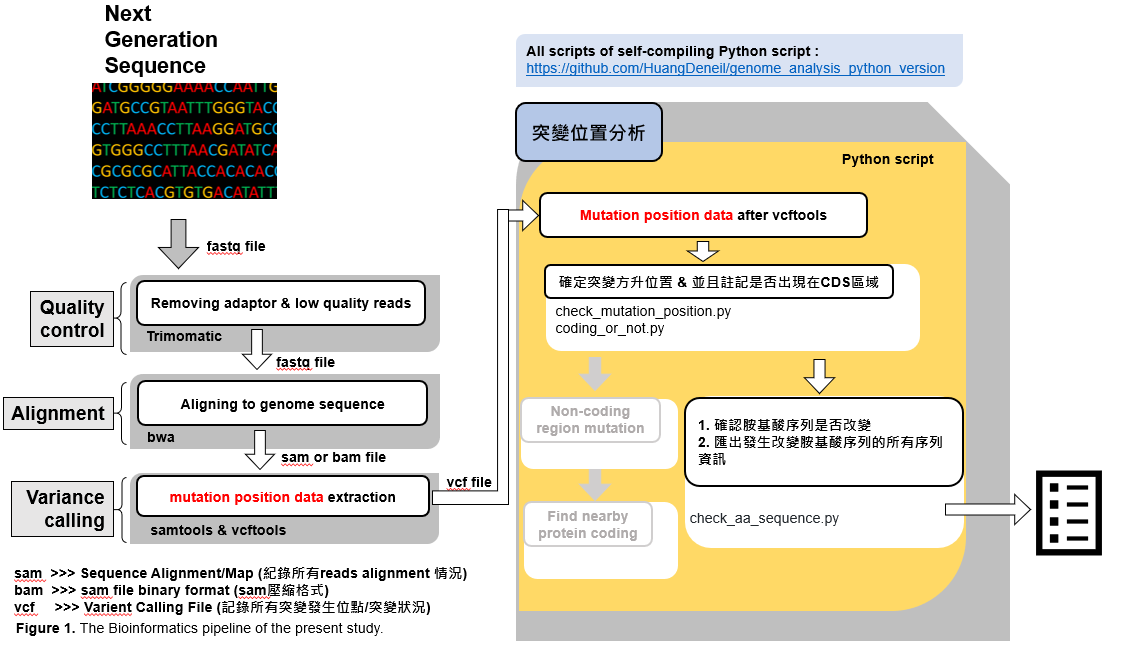 Next
Generation
Sequence
ATCGGGGGAAAACCAATTG
GATGCCGTAATTTGGGTACC
CCTTAAACCTTAAGGATGCC
GTGGGCCTTTAACGATATCA
CGCGCGCATTACCACACACC
TCTCTCACGTGTGACATATT
fastq file
Quality
control
Removing adaptor & low quality reads
Trimomatic
fastq file
Alignment
Aligning to genome sequence
bwa
sam or bam file
Variance
calling
mutation position data extraction
samtools & vcftools
vcf file
sam >>> Sequence Alignment/Map (紀錄所有reads alignment 情況)
bam >>> sam file binary format (sam壓縮格式)
vcf >>> Varient Calling File (記錄所有突變發生位點/突變狀況)
Figure 1. The Bioinformatics pipeline of the present study.
All scripts of self-compiling Python script :
https://github.com/HuangDeneil/genome_analysis_python_version
突變位置分析
Python script
Mutation position data after vcftools
確定突變方升位置 & 並且註記是否出現在CDS區域
check_mutation_position.py
coding_or_not.py
Non-coding
region mutation
Find nearby
protein coding
1. 確認胺基酸序列是否改變
2. 匯出發生改變胺基酸序列的所有序列
資訊
check_aa_sequence.py